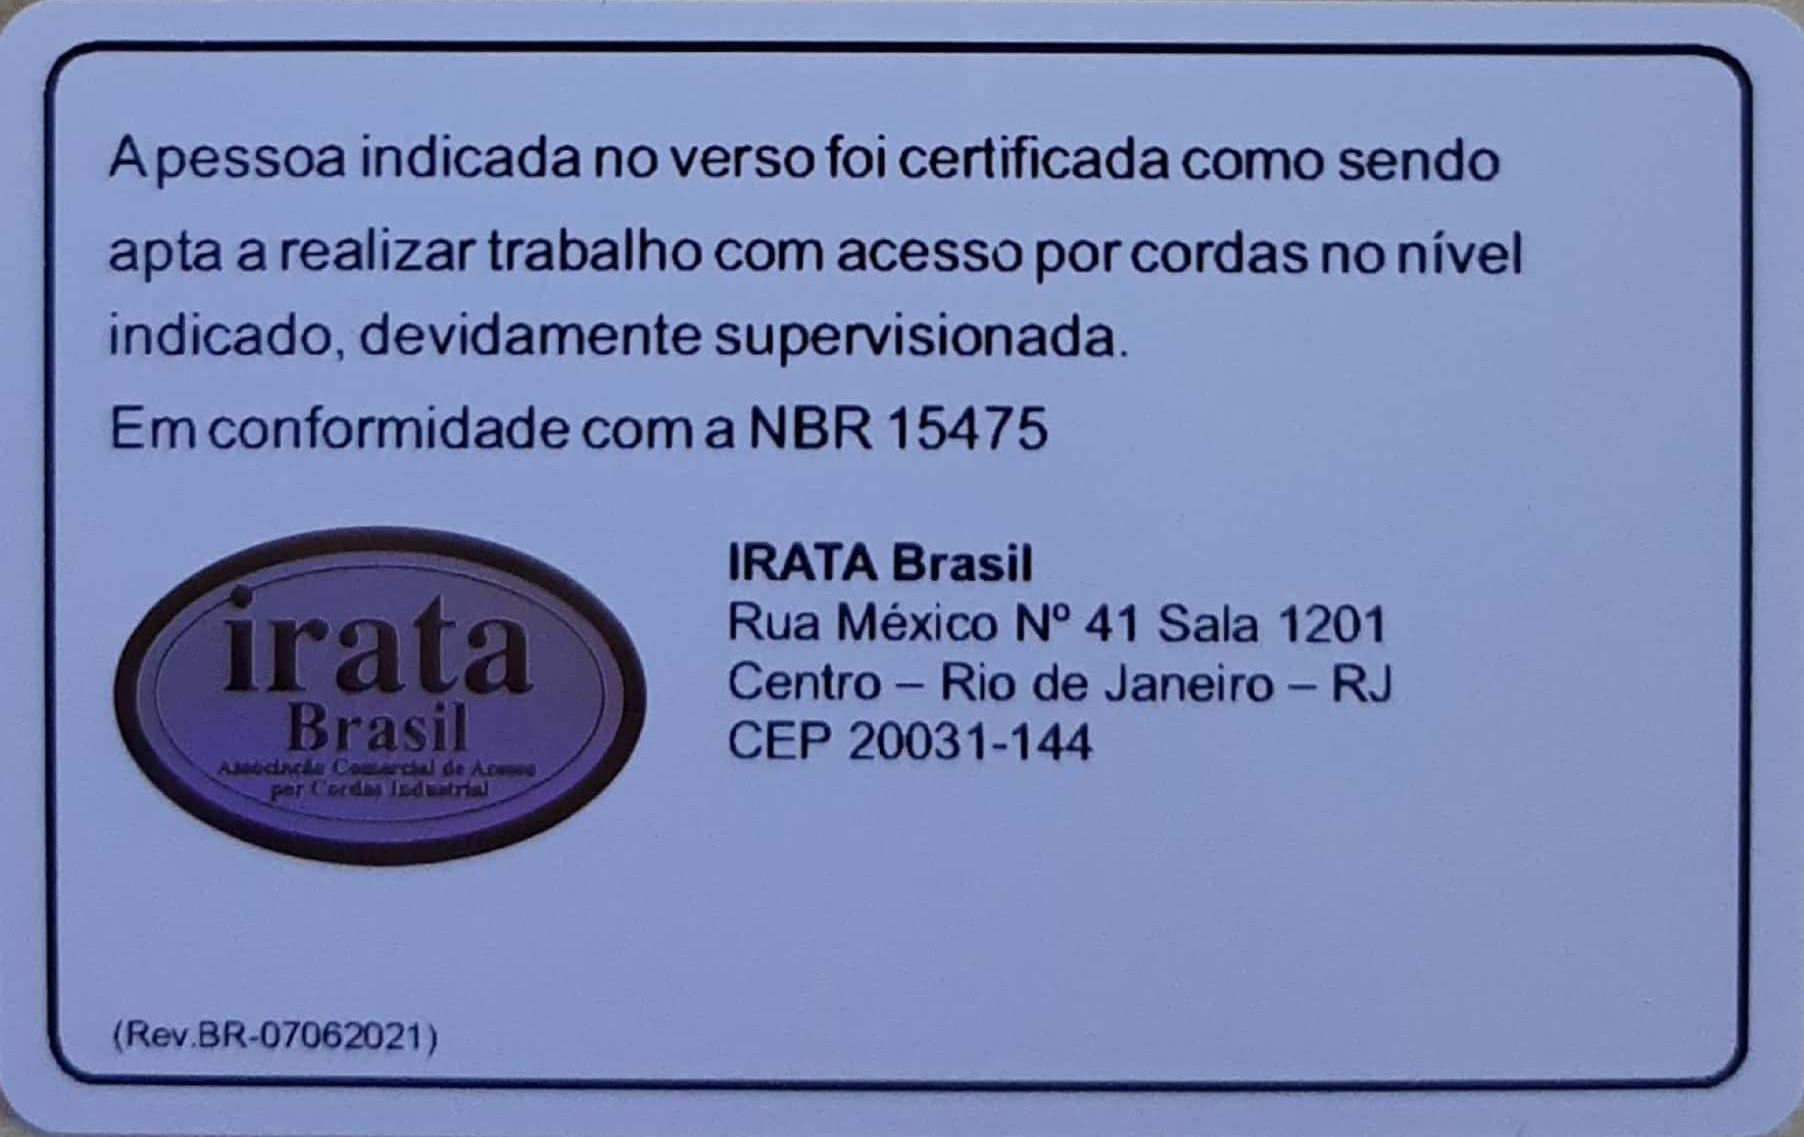 A pessoa indicada no verso foi certificada como sendo
apta a realizar trabalho com acesso por cordas no nível
indicado, devidamente supervisionada.
Em conformidade com a NBR 15475
irata
Brasil
Associação Comercial de Acesso
por Cordas Industrial
IRATA Brasil
Rua México Nº 41 Sala 1201
Centro – Rio de Janeiro – RJ
CEP 20031-144
(Rev.BR-07062021)